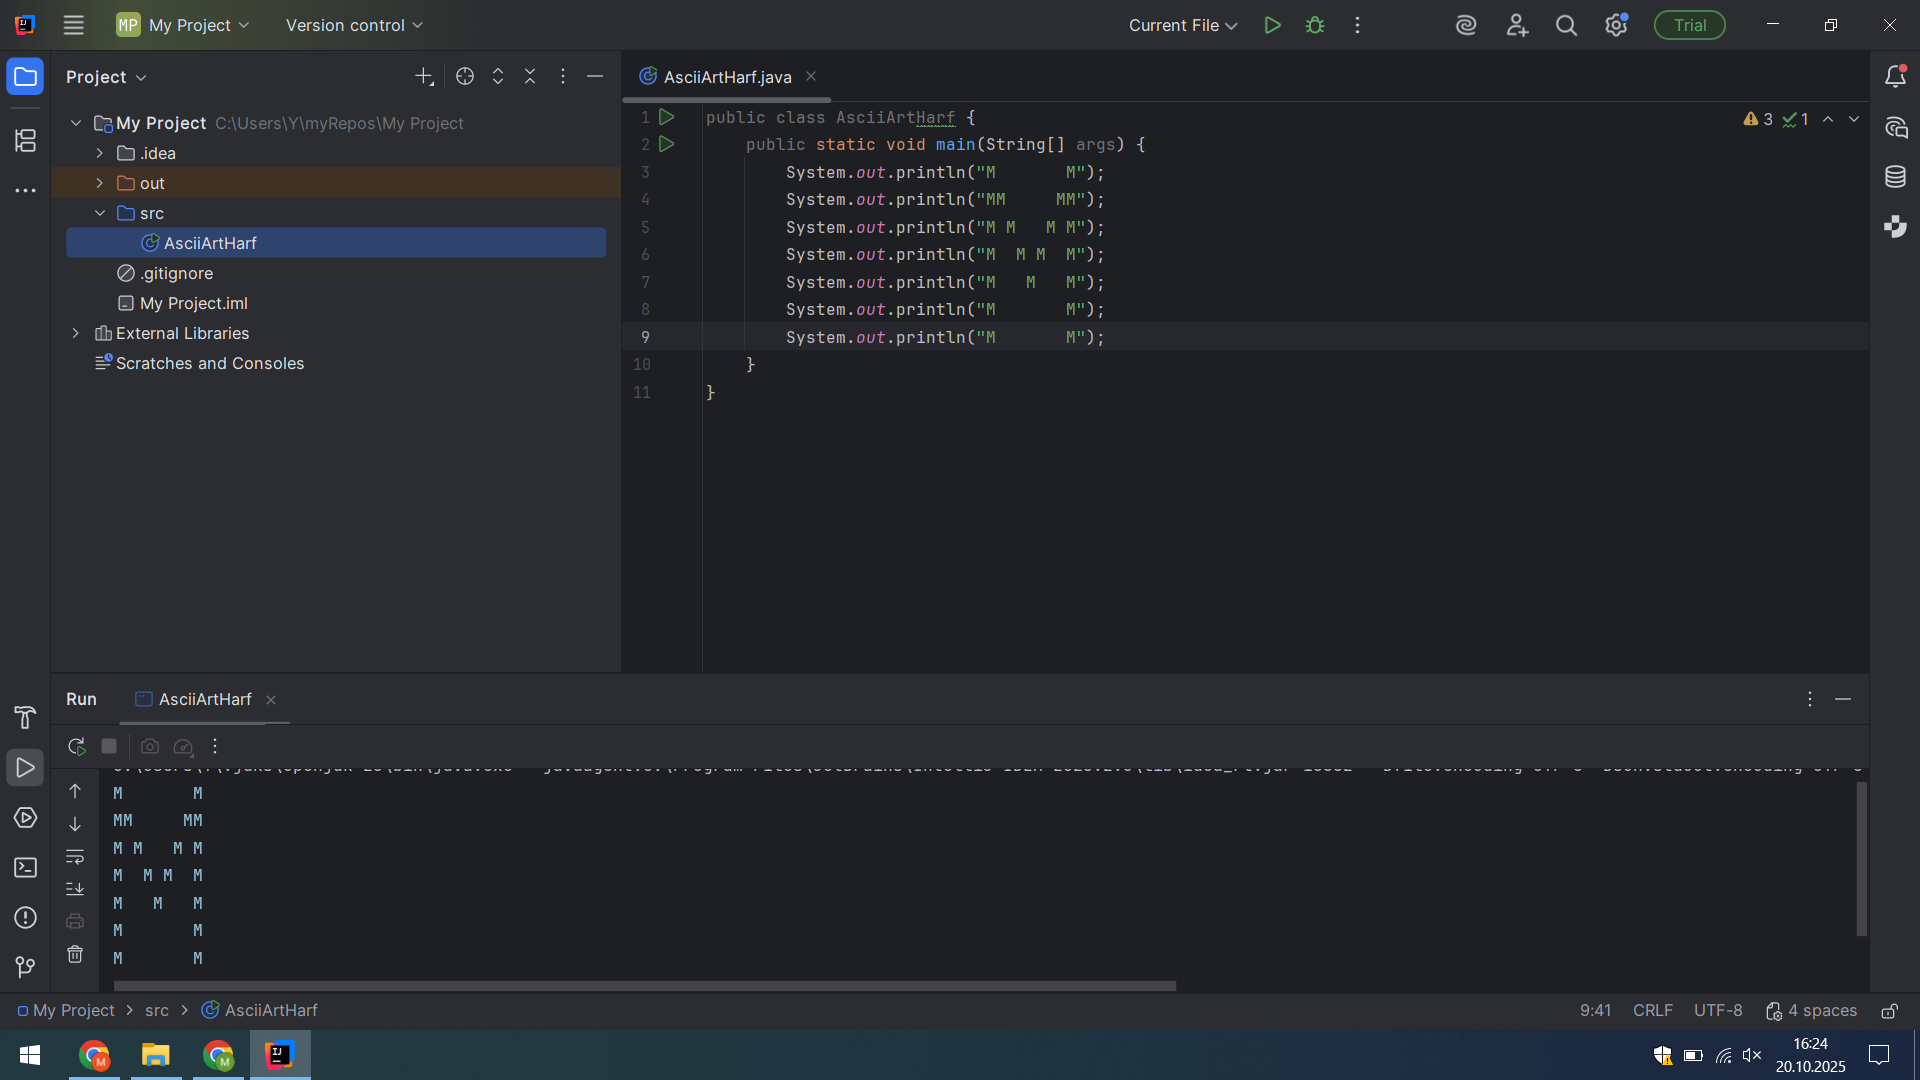 MP My Project Version control Current File Trial
Project
My Project C:\Users\Y\myRepos\My Project
.idea
out
src
AsciiArtHarf
.gitignore
My Project.iml
External Libraries
Scratches and Consoles
AsciiArtHarf.java
3 1
1 public class AsciiArtHarf {
2     public static void main(String[] args) {
3         System.out.println("M       M");
4         System.out.println("MM     MM");
5         System.out.println("M M   M M");
6         System.out.println("M  M M  M");
7         System.out.println("M   M   M");
8         System.out.println("M       M");
9         System.out.println("M       M");
10     }
11 }
Run AsciiArtHarf
M       M
MM     MM
M M   M M
M  M M  M
M   M   M
M       M
M       M
My Project > src > AsciiArtHarf 9:41 CRLF UTF-8 4 spaces
16:24
20.10.2025